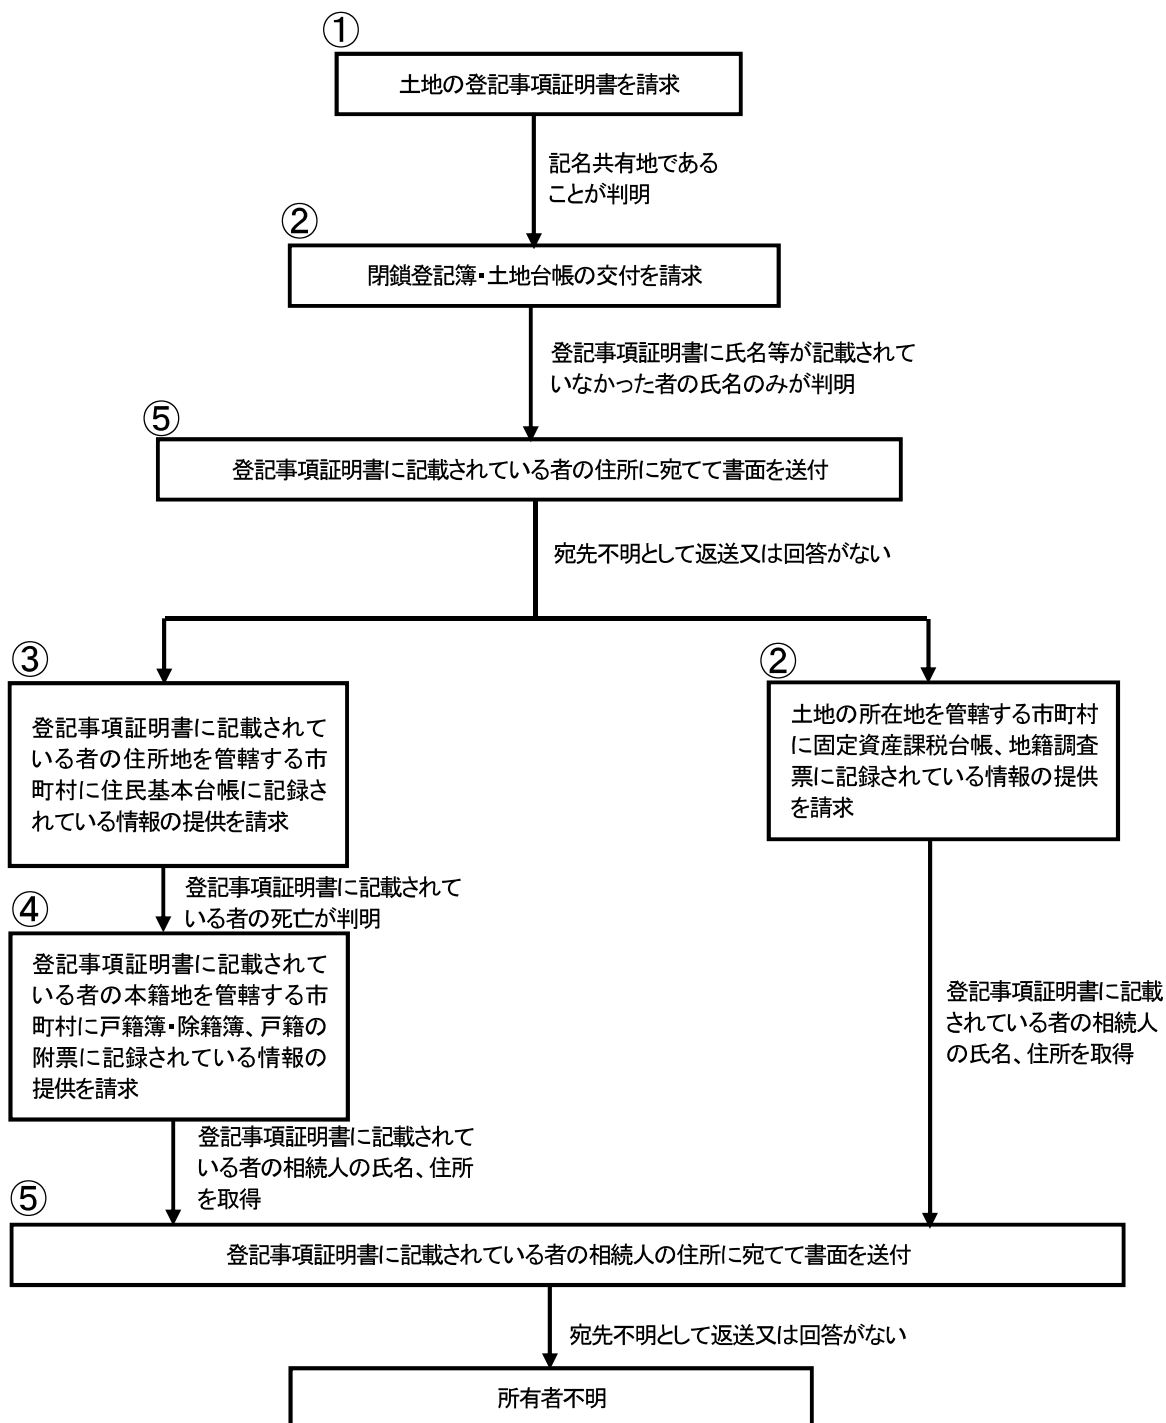 ①
土地の登記事項証明書を請求
記名共有地である
ことが判明
②
閉鎖登記簿・土地台帳の交付を請求
登記事項証明書に氏名等が記載されて
いなかった者の氏名のみが判明
⑤
登記事項証明書に記載されている者の住所に宛てて書面を送付
宛先不明として返送又は回答がない
③
登記事項証明書に記載されて
いる者の住所地を管轄する市
町村に住民基本台帳に記録さ
れている情報の提供を請求
②
土地の所在地を管轄する市町村
に固定資産課税台帳、地籍調査
票に記録されている情報の提供
を請求
登記事項証明書に記載されて
いる者の死亡が判明
④
登記事項証明書に記載されて
いる者の本籍地を管轄する市
町村に戸籍簿・除籍簿、戸籍の
附票に記録されている情報の
提供を請求
登記事項証明書に記載
されている者の相続人
の氏名、住所を取得
登記事項証明書に記載されて
いる者の相続人の氏名、住所
を取得
⑤
登記事項証明書に記載されている者の相続人の住所に宛てて書面を送付
宛先不明として返送又は回答がない
所有者不明